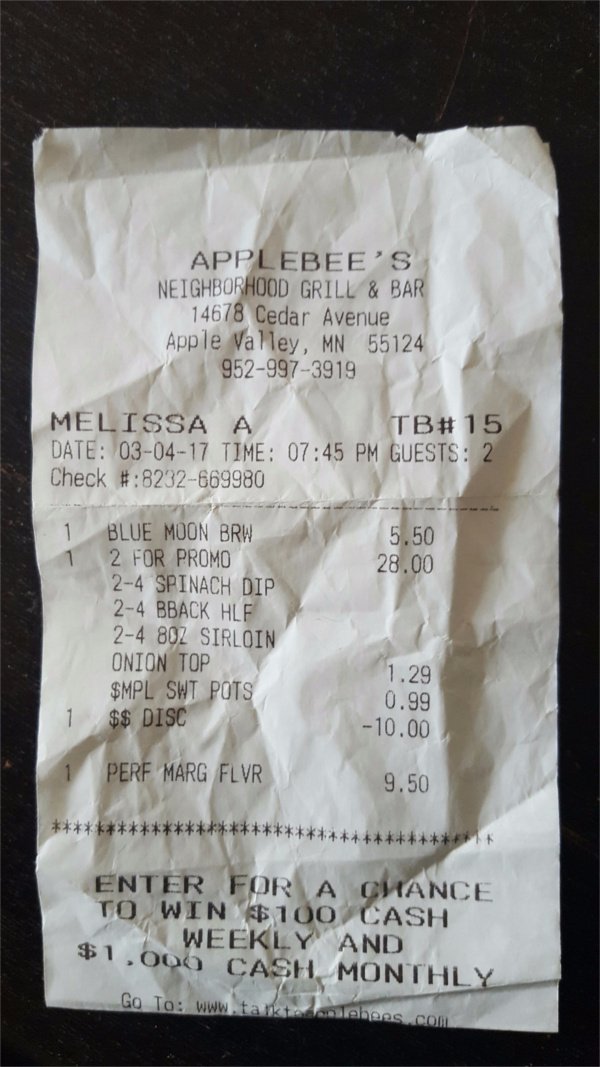 APPLEBEE'S
NEIGHBORHOOD GRILL & BAR
14678 Cedar Avenue
Apple Valley, MN 55124
952-997-3919
MELISSA A TB# 15
DATE: 03-04-17 TIME: 07:45 PM GUESTS: 2
Check #:8232-669980
1 BLUE MOON BRW 5.50
1 2 FOR PROMO 28.00
2-4 SPINACH DIP
2-4 BBACK HLF
2-4 8OZ SIRLOIN
ONION TOP 1.29
$MPL SWT POTS 0.99
1 $$ DISC -10.00
1 PERF MARG FLVR 9.50
****************************************
ENTER FOR A CHANCE
TO WIN $100 CASH
WEEKLY AND
$1,000 CASH MONTHLY
Go To: www.talktoapplebees.com